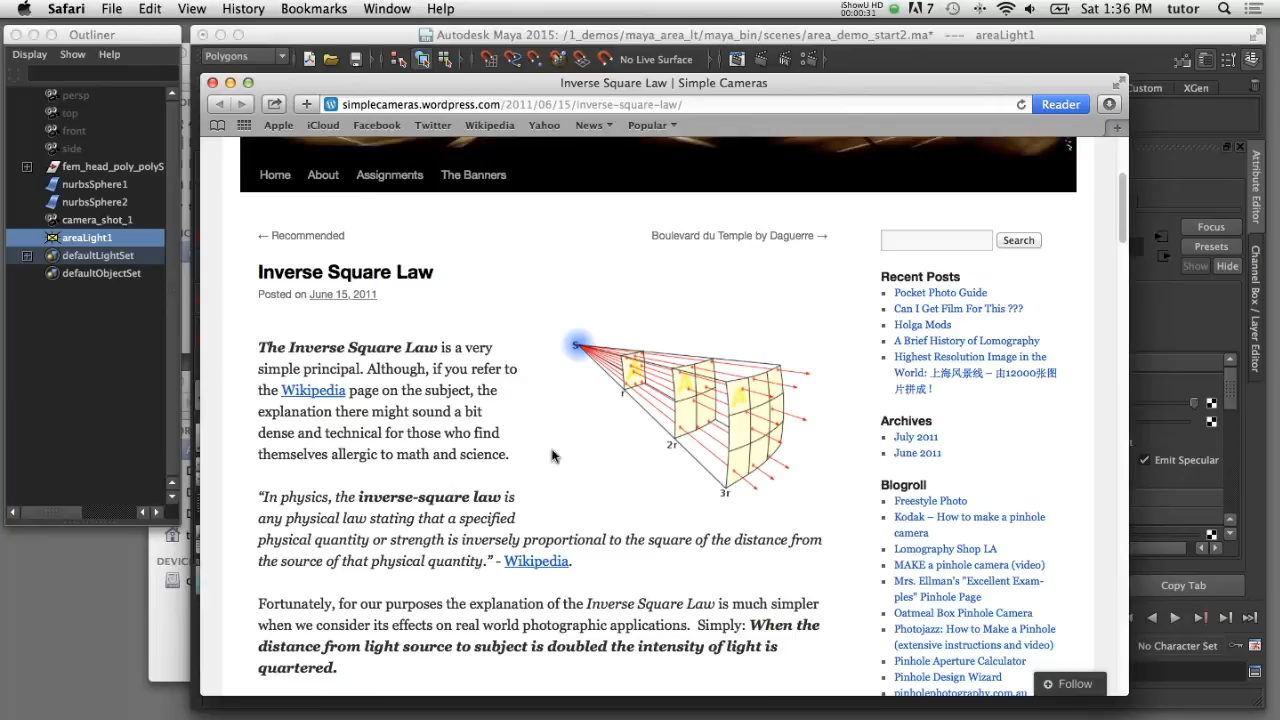 Safari File Edit View History Bookmarks Window Help
iShowU HD
00:00:31
7
Sat 1:36 PM tutor
Outliner
Display Show Help
persp
top
front
side
fem_head_poly_polyS
nurbsSphere1
nurbsSphere2
camera_shot_1
areaLight1
defaultLightSet
defaultObjectSet
Autodesk Maya 2015: /1_demos/maya_area_lt/maya_bin/scenes/area_demo_start2.ma* --- areaLight1
Polygons
No Live Surface
Inverse Square Law | Simple Cameras
simplecameras.wordpress.com/2011/06/15/inverse-square-law/
Reader
Apple iCloud Facebook Twitter Wikipedia Yahoo News Popular
Home About Assignments The Banners
← Recommended
Boulevard du Temple by Daguerre →
Inverse Square Law
Posted on June 15, 2011
The Inverse Square Law is a very
simple principal. Although, if you refer to
the Wikipedia page on the subject, the
explanation there might sound a bit
dense and technical for those who find
themselves allergic to math and science.
S
A
A
A
r
2r
3r
“In physics, the inverse-square law is
any physical law stating that a specified
physical quantity or strength is inversely proportional to the square of the distance from
the source of that physical quantity.” - Wikipedia.
Fortunately, for our purposes the explanation of the Inverse Square Law is much simpler
when we consider its effects on real world photographic applications. Simply: When the
distance from light source to subject is doubled the intensity of light is
quartered.
Search
Recent Posts
Pocket Photo Guide
Can I Get Film For This ???
Holga Mods
A Brief History of Lomography
Highest Resolution Image in the
World: 上海风景线 – 由12000张图
片拼成 !
Archives
July 2011
June 2011
Blogroll
Freestyle Photo
Kodak – How to make a pinhole
camera
Lomography Shop LA
MAKE a pinhole camera (video)
Mrs. Ellman's "Excellent Exam-
ples" Pinhole Page
Oatmeal Box Pinhole Camera
Photojazz: How to Make a Pinhole
(extensive instructions and video)
Pinhole Aperture Calculator
Pinhole Design Wizard
pinholephotography.com.au
Follow
DEVIC
Custom XGen
Attribute Editor
Channel Box / Layer Editor
Focus
Presets
Show Hide
Emit Specular
Copy Tab
No Character Set